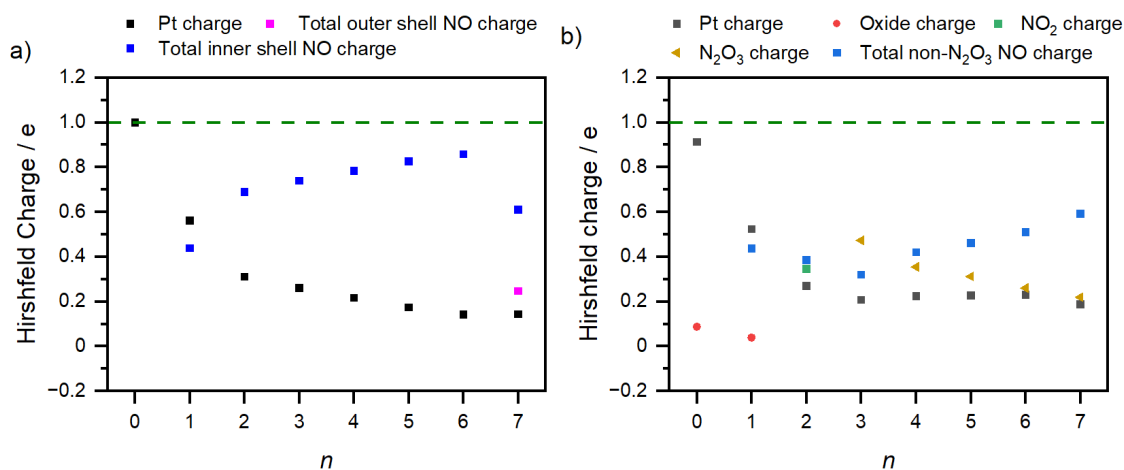 a)
Pt charge Total outer shell NO charge
Total inner shell NO charge
Hirshfeld Charge / e
1.2
1.0
0.8
0.6
0.4
0.2
0
−0.2
0 1 2 3 4 5 6 7
n
b)
Pt charge Oxide charge NO₂ charge
N₂O₃ charge Total non-N₂O₃ NO charge
Hirshfeld charge / e
1.2
1.0
0.8
0.6
0.4
0.2
0
−0.2
0 1 2 3 4 5 6 7
n